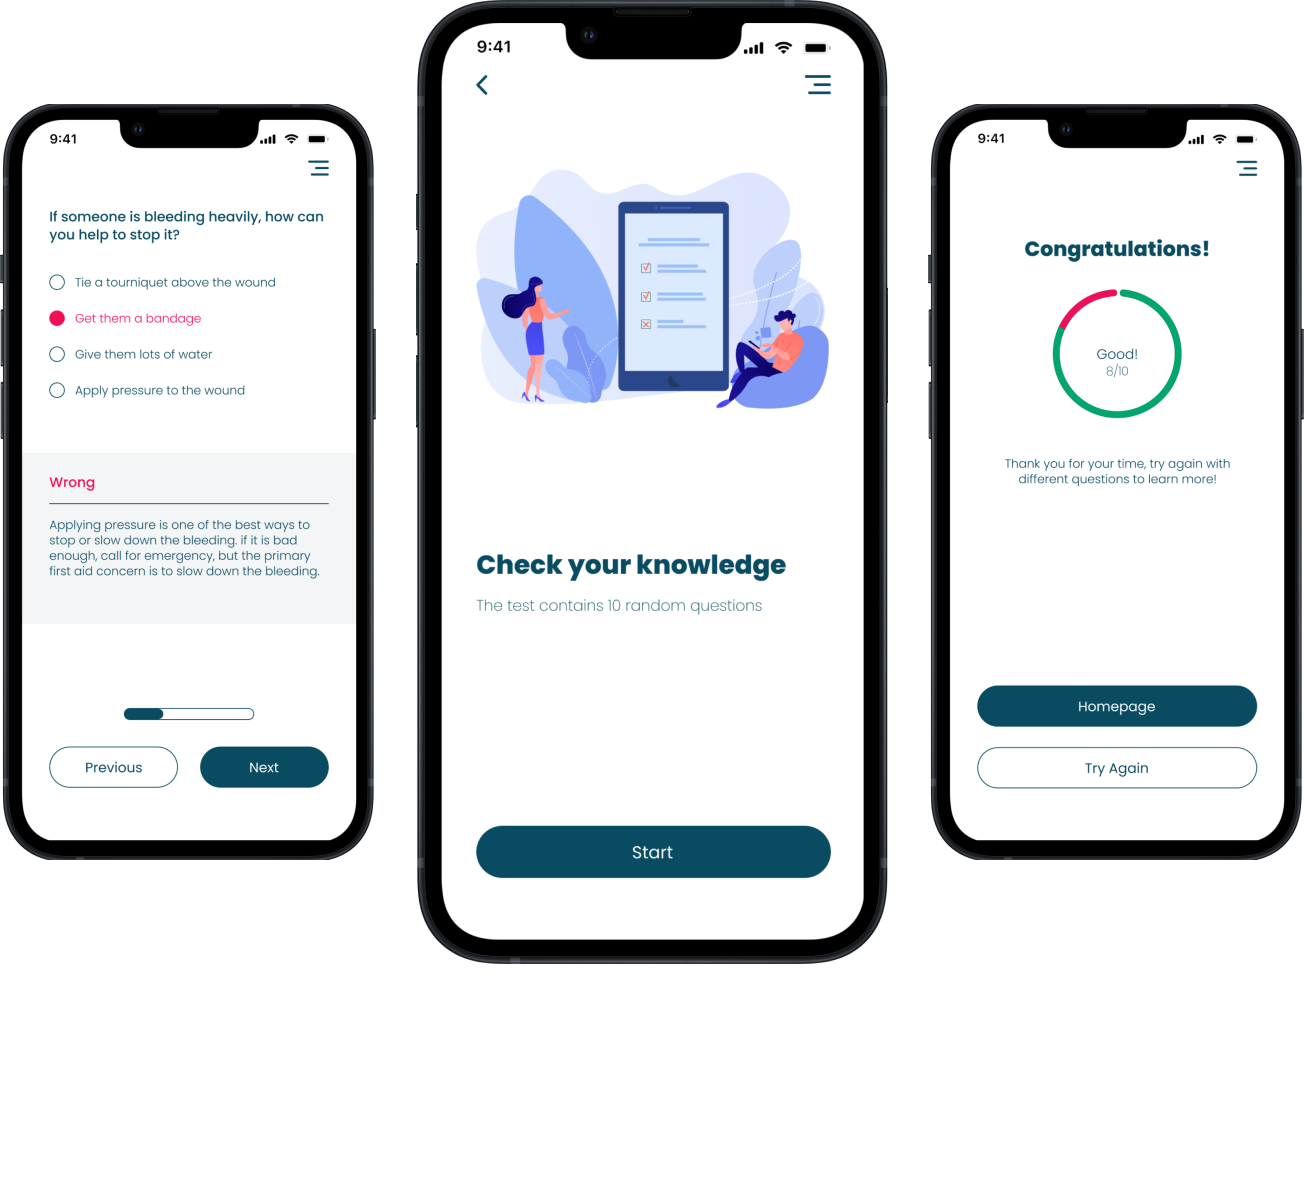 9:41
If someone is bleeding heavily, how can
you help to stop it?
Tie a tourniquet above the wound
Get them a bandage
Give them lots of water
Apply pressure to the wound
Wrong
Applying pressure is one of the best ways to
stop or slow down the bleeding. if it is bad
enough, call for emergency, but the primary
first aid concern is to slow down the bleeding.
Previous
Next
9:41
Check your knowledge
The test contains 10 random questions
Start
9:41
Congratulations!
Good!
8/10
Thank you for your time, try again with
different questions to learn more!
Homepage
Try Again